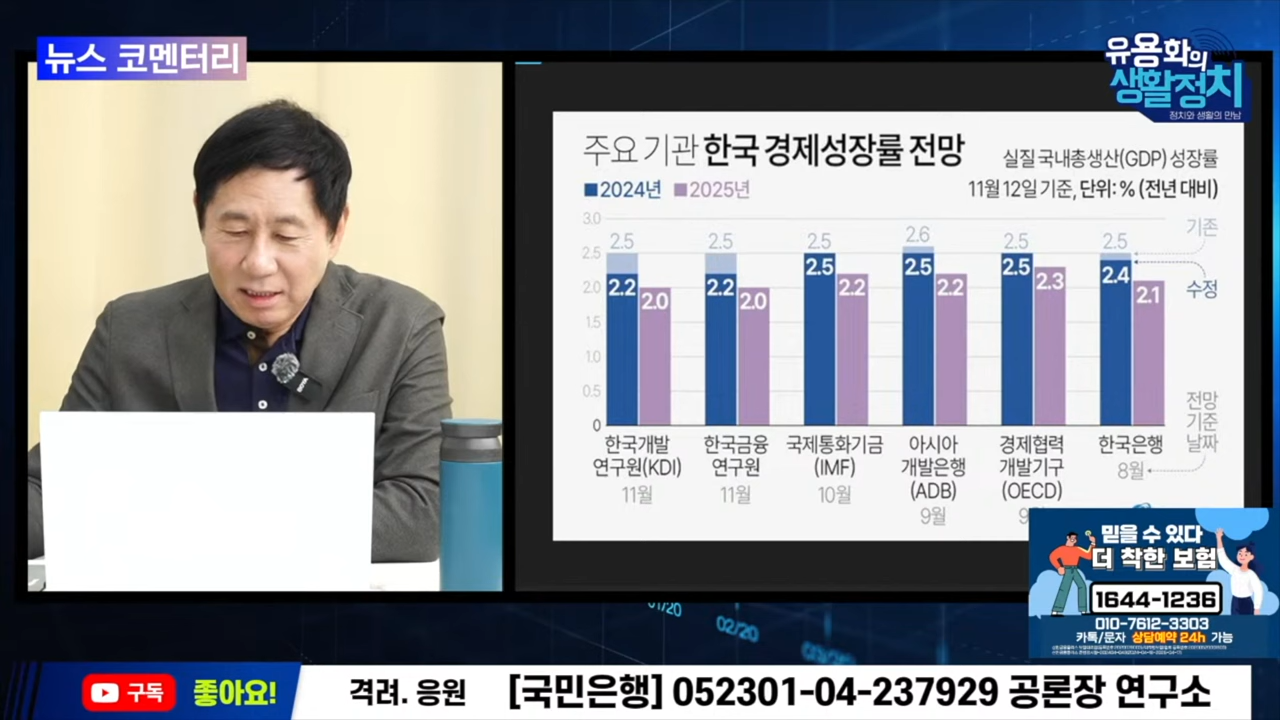 뉴스 코멘터리
유용화의
생활정치
정치와 생활의 만남
주요 기관 한국 경제성장률 전망
실질 국내총생산(GDP) 성장률
■2024년 ■2025년
11월 12일 기준, 단위: % (전년 대비)
3.0
2.5
2.0
1.5
1.0
0.5
0
2.5 2.5 2.5 2.6 2.5 2.5
기존
2.2 2.0 2.2 2.0 2.5 2.2 2.5 2.2 2.5 2.3 2.4 2.1
수정
전망
기준
날짜
한국개발
연구원(KDI)
11월
한국금융
연구원
11월
국제통화기금
(IMF)
10월
아시아
개발은행
(ADB)
9월
경제협력
개발기구
(OECD)
한국은행
8월
믿을 수 있다
더 착한 보험
1644-1236
010-7612-3303
카톡/문자 상담예약 24h 가능
01/20
02/20
구독 좋아요!
격려. 응원 [국민은행] 052301-04-237929 공론장 연구소